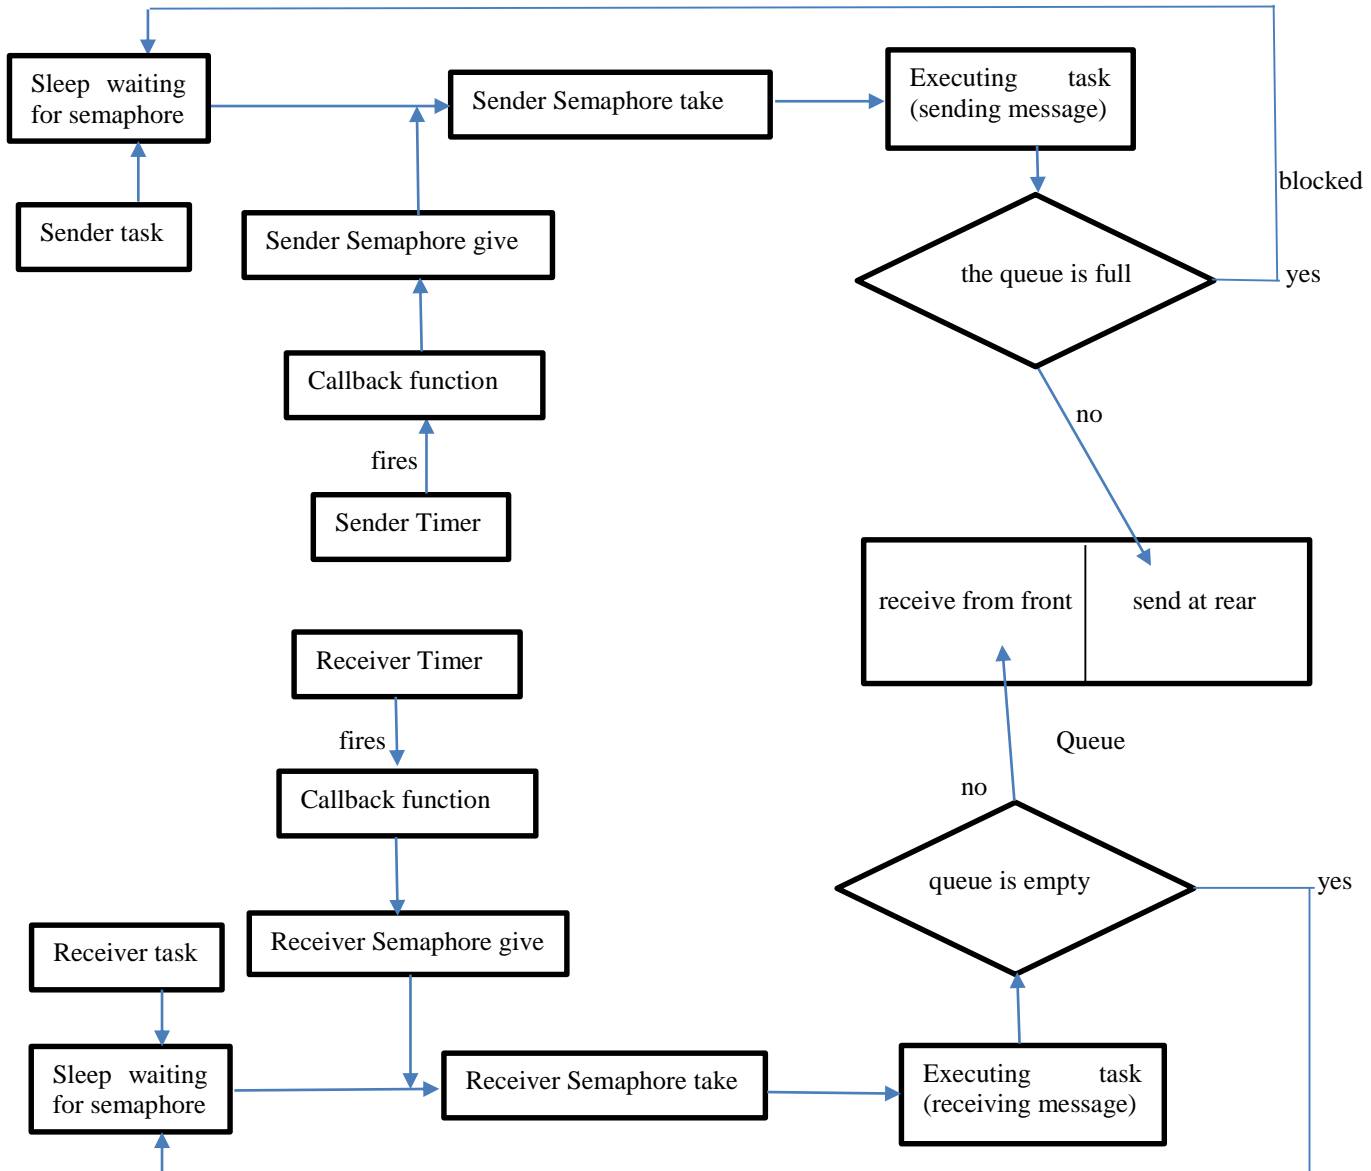 Sleep waiting
for semaphore
Sender Semaphore take
Executing task
(sending message)
blocked
Sender task
Sender Semaphore give
the queue is full
yes
Callback function
no
fires
Sender Timer
receive from front
send at rear
Receiver Timer
fires
Queue
Callback function
no
queue is empty
yes
Receiver Semaphore give
Receiver task
Sleep waiting
for semaphore
Receiver Semaphore take
Executing task
(receiving message)